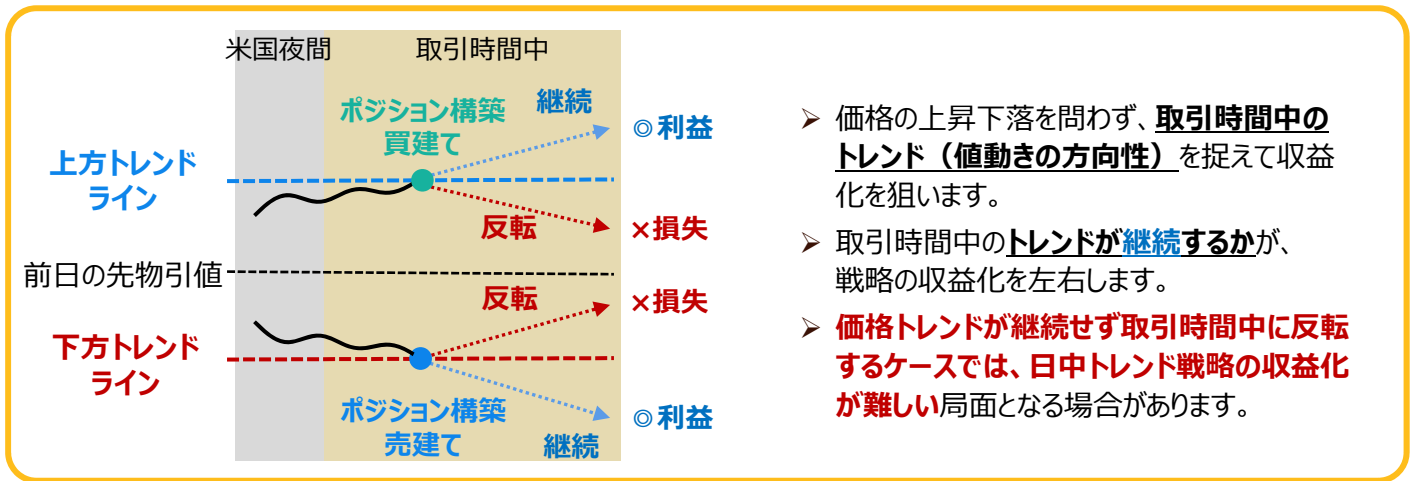 米国夜間
取引時間中
ポジション構築
買建て
継続
◎利益
上方トレンド
ライン
反転
×損失
前日の先物引値
反転
×損失
下方トレンド
ライン
ポジション構築
売建て
継続
◎利益
➢ 価格の上昇下落を問わず、取引時間中の
トレンド（値動きの方向性）を捉えて収益
化を狙います。
➢ 取引時間中のトレンドが継続するかが、
戦略の収益化を左右します。
➢ 価格トレンドが継続せず取引時間中に反転
するケースでは、日中トレンド戦略の収益化
が難しい局面となる場合があります。